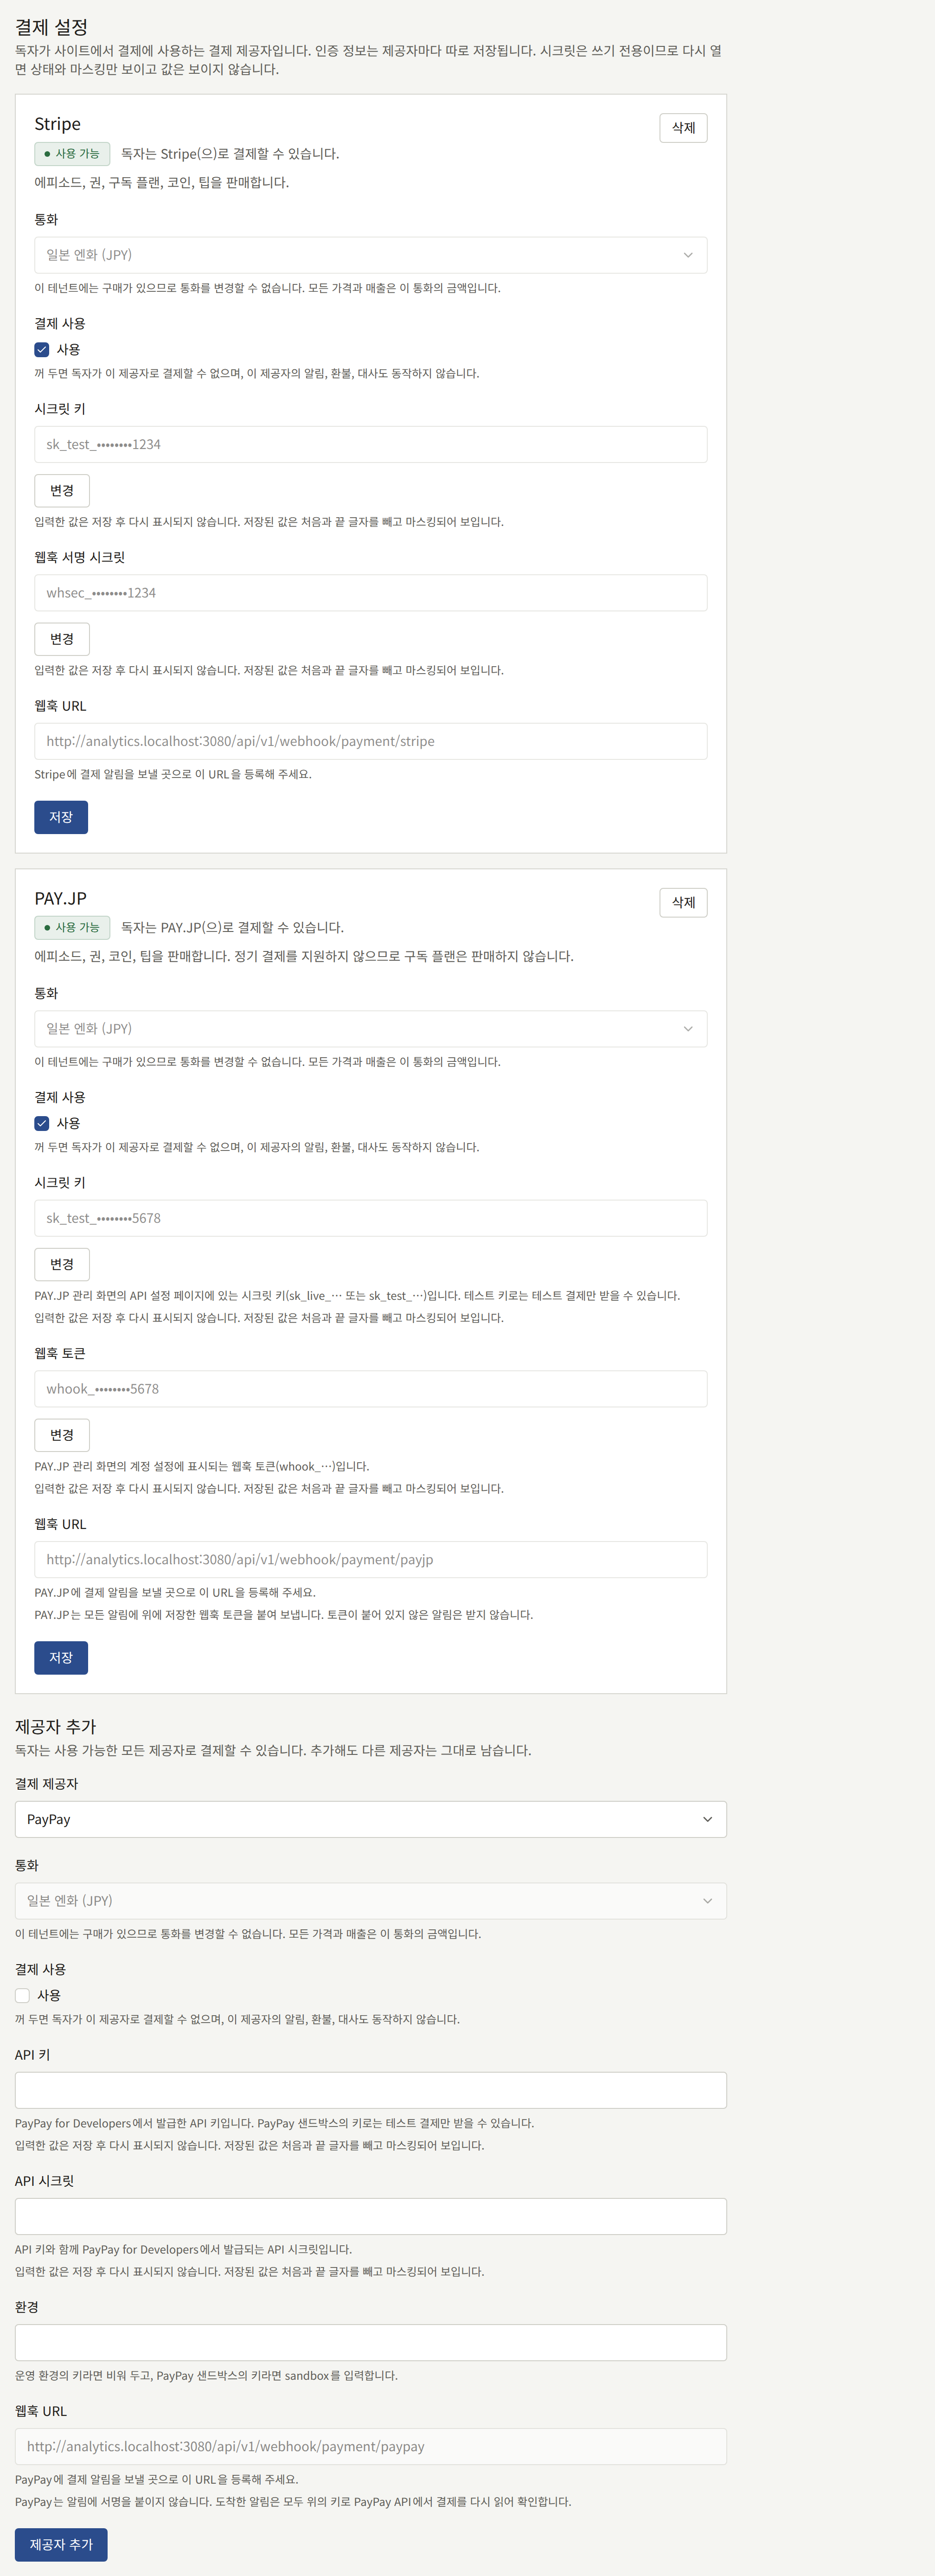 결제 설정
독자가 사이트에서 결제에 사용하는 결제 제공자입니다. 인증 정보는 제공자마다 따로 저장됩니다. 시크릿은 쓰기 전용이므로 다시 열
면 상태와 마스킹만 보이고 값은 보이지 않습니다.
Stripe
삭제
사용 가능
독자는 Stripe(으)로 결제할 수 있습니다.
에피소드, 권, 구독 플랜, 코인, 팁을 판매합니다.
통화
일본 엔화 (JPY)
이 테넌트에는 구매가 있으므로 통화를 변경할 수 없습니다. 모든 가격과 매출은 이 통화의 금액입니다.
결제 사용
사용
꺼 두면 독자가 이 제공자로 결제할 수 없으며, 이 제공자의 알림, 환불, 대사도 동작하지 않습니다.
시크릿 키
sk_test_••••••••1234
변경
입력한 값은 저장 후 다시 표시되지 않습니다. 저장된 값은 처음과 끝 글자를 빼고 마스킹되어 보입니다.
웹훅 서명 시크릿
whsec_••••••••1234
변경
입력한 값은 저장 후 다시 표시되지 않습니다. 저장된 값은 처음과 끝 글자를 빼고 마스킹되어 보입니다.
웹훅 URL
http://analytics.localhost:3080/api/v1/webhook/payment/stripe
Stripe에 결제 알림을 보낼 곳으로 이 URL을 등록해 주세요.
저장
PAY.JP
삭제
사용 가능
독자는 PAY.JP(으)로 결제할 수 있습니다.
에피소드, 권, 코인, 팁을 판매합니다. 정기 결제를 지원하지 않으므로 구독 플랜은 판매하지 않습니다.
통화
일본 엔화 (JPY)
이 테넌트에는 구매가 있으므로 통화를 변경할 수 없습니다. 모든 가격과 매출은 이 통화의 금액입니다.
결제 사용
사용
꺼 두면 독자가 이 제공자로 결제할 수 없으며, 이 제공자의 알림, 환불, 대사도 동작하지 않습니다.
시크릿 키
sk_test_••••••••5678
변경
PAY.JP 관리 화면의 API 설정 페이지에 있는 시크릿 키(sk_live_… 또는 sk_test_…)입니다. 테스트 키로는 테스트 결제만 받을 수 있습니다.
입력한 값은 저장 후 다시 표시되지 않습니다. 저장된 값은 처음과 끝 글자를 빼고 마스킹되어 보입니다.
웹훅 토큰
whook_••••••••5678
변경
PAY.JP 관리 화면의 계정 설정에 표시되는 웹훅 토큰(whook_…)입니다.
입력한 값은 저장 후 다시 표시되지 않습니다. 저장된 값은 처음과 끝 글자를 빼고 마스킹되어 보입니다.
웹훅 URL
http://analytics.localhost:3080/api/v1/webhook/payment/payjp
PAY.JP에 결제 알림을 보낼 곳으로 이 URL을 등록해 주세요.
PAY.JP는 모든 알림에 위에 저장한 웹훅 토큰을 붙여 보냅니다. 토큰이 붙어 있지 않은 알림은 받지 않습니다.
저장
제공자 추가
독자는 사용 가능한 모든 제공자로 결제할 수 있습니다. 추가해도 다른 제공자는 그대로 남습니다.
결제 제공자
PayPay
통화
일본 엔화 (JPY)
이 테넌트에는 구매가 있으므로 통화를 변경할 수 없습니다. 모든 가격과 매출은 이 통화의 금액입니다.
결제 사용
사용
꺼 두면 독자가 이 제공자로 결제할 수 없으며, 이 제공자의 알림, 환불, 대사도 동작하지 않습니다.
API 키
PayPay for Developers에서 발급한 API 키입니다. PayPay 샌드박스의 키로는 테스트 결제만 받을 수 있습니다.
입력한 값은 저장 후 다시 표시되지 않습니다. 저장된 값은 처음과 끝 글자를 빼고 마스킹되어 보입니다.
API 시크릿
API 키와 함께 PayPay for Developers에서 발급되는 API 시크릿입니다.
입력한 값은 저장 후 다시 표시되지 않습니다. 저장된 값은 처음과 끝 글자를 빼고 마스킹되어 보입니다.
환경
운영 환경의 키라면 비워 두고, PayPay 샌드박스의 키라면 sandbox를 입력합니다.
웹훅 URL
http://analytics.localhost:3080/api/v1/webhook/payment/paypay
PayPay에 결제 알림을 보낼 곳으로 이 URL을 등록해 주세요.
PayPay는 알림에 서명을 붙이지 않습니다. 도착한 알림은 모두 위의 키로 PayPay API에서 결제를 다시 읽어 확인합니다.
제공자 추가